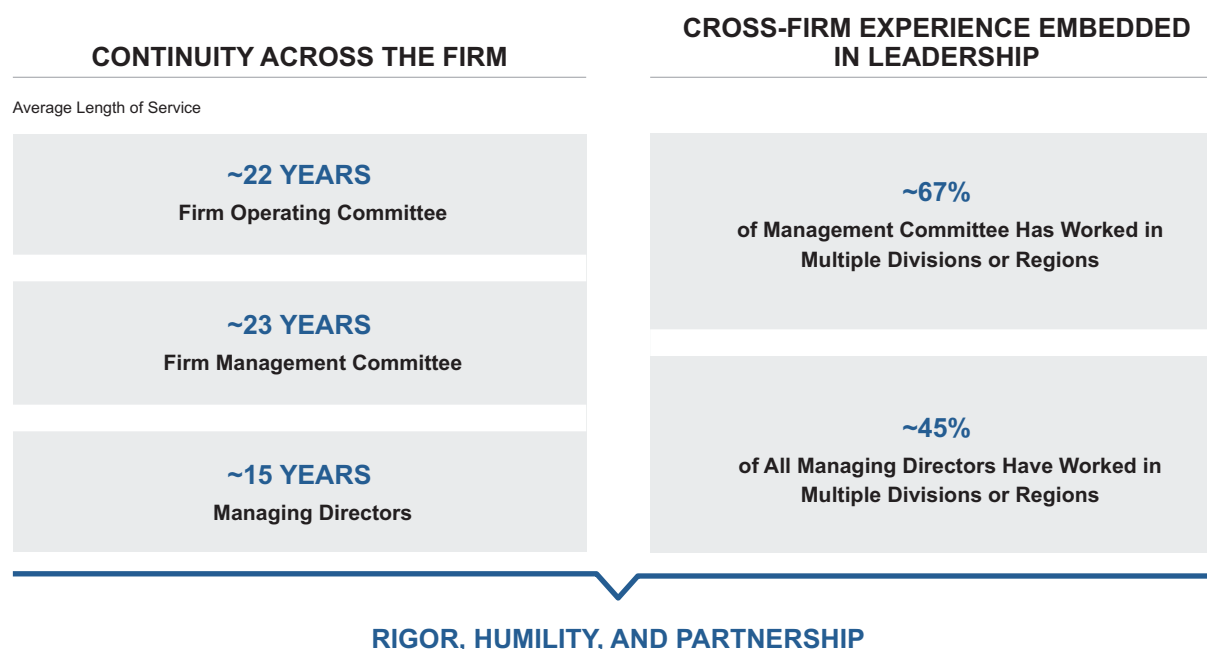 CONTINUITY ACROSS THE FIRM
Average Length of Service
~22 YEARS
Firm Operating Committee
~23 YEARS
Firm Management Committee
~15 YEARS
Managing Directors
CROSS-FIRM EXPERIENCE EMBEDDED
IN LEADERSHIP
~67%
of Management Committee Has Worked in
Multiple Divisions or Regions
~45%
of All Managing Directors Have Worked in
Multiple Divisions or Regions
RIGOR, HUMILITY, AND PARTNERSHIP